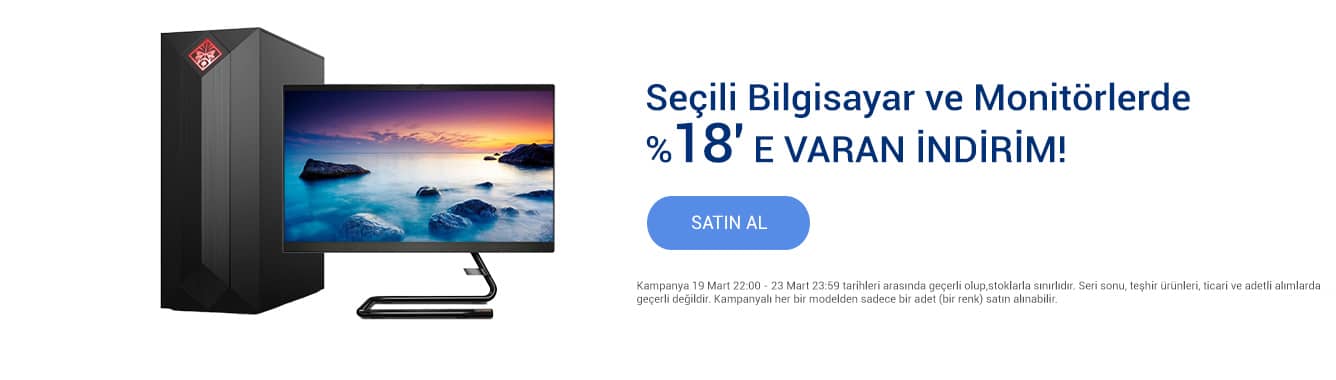 Seçili Bilgisayar ve Monitörlerde
%18' E VARAN İNDİRİM!
SATIN AL
Kampanya 19 Mart 22:00 - 23 Mart 23:59 tarihleri arasında geçerli olup,stoklarla sınırlıdır. Seri sonu, teşhir ürünleri, ticari ve adetli alımlarda
geçerli değildir. Kampanyalı her bir modelden sadece bir adet (bir renk) satın alınabilir.